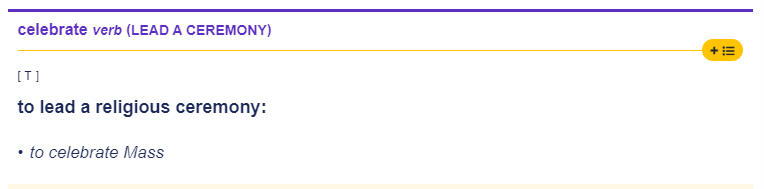 celebrate verb (LEAD A CEREMONY)
[ T ]
to lead a religious ceremony:
• to celebrate Mass